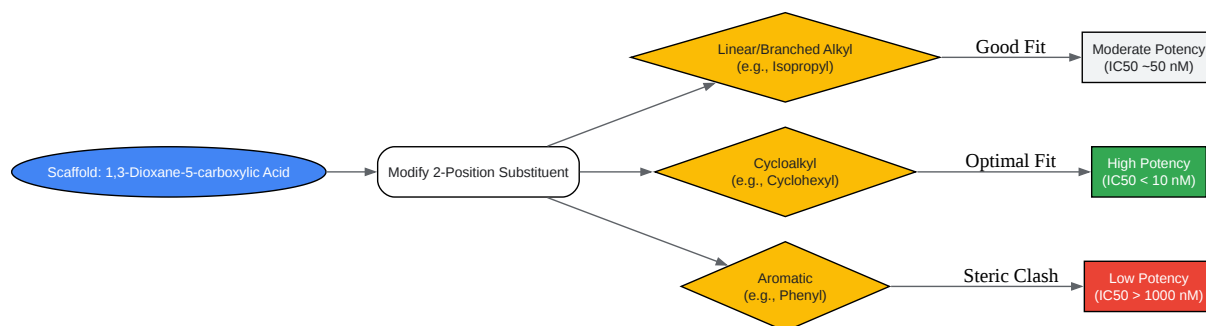 Linear/Branched Alkyl
(e.g., Isopropyl)
Good Fit
Moderate Potency
(IC50 ~50 nM)
Scaffold: 1,3-Dioxane-5-carboxylic Acid
Modify 2-Position Substituent
Cycloalkyl
(e.g., Cyclohexyl)
Optimal Fit
High Potency
(IC50 < 10 nM)
Aromatic
(e.g., Phenyl)
Steric Clash
Low Potency
(IC50 > 1000 nM)